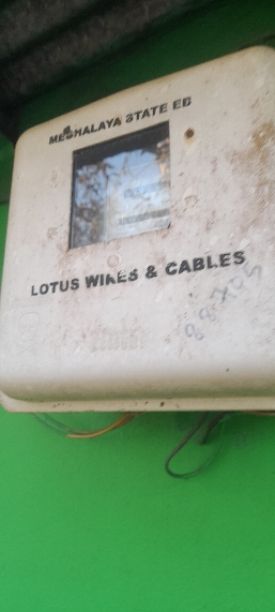 MEGHALAYA STATE EB
LOTUS WIRES & CABLES